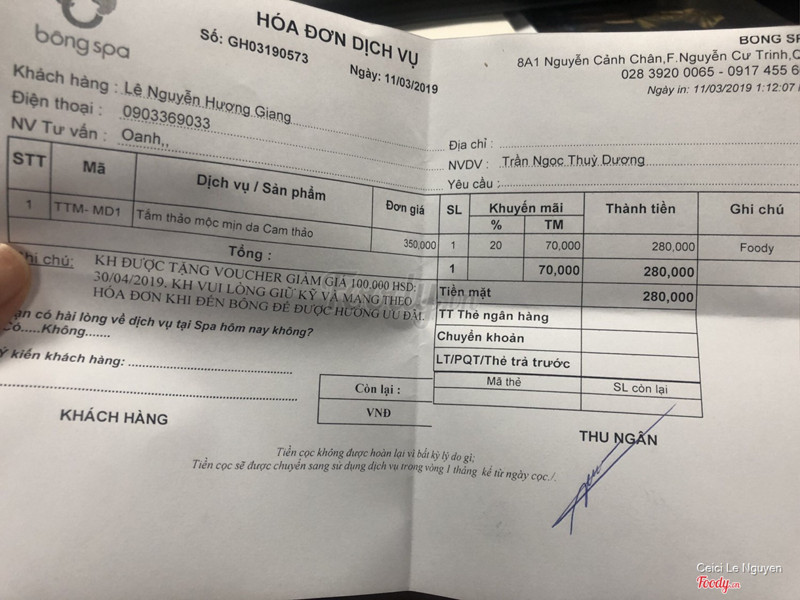 bông spa
HÓA ĐƠN DỊCH VỤ
Số: GH03190573
Ngày: 11/03/2019
BÔNG SP
8A1 Nguyễn Cảnh Chân,F.Nguyễn Cư Trinh,Q
028 3920 0065 - 0917 455 6
Ngày in: 11/03/2019 1:12:07
Khách hàng : Lê Nguyễn Hương Giang
Điện thoại : 0903369033
NV Tư vấn : Oanh,,
Địa chỉ :
NVDV : Trần Ngọc Thuỳ Dương
Yêu cầu :
STT Mã Dịch vụ / Sản phẩm Đơn giá SL Khuyến mãi Thành tiền Ghi chú
% TM
1 TTM- MD1 Tắm thảo mộc mịn da Cam thảo 350,000 1 20 70,000 280,000 Foody
Tổng : 1 70,000 280,000
Tiền mặt 280,000
TT Thẻ ngân hàng
Chuyển khoản
LT/PQT/Thẻ trả trước
Mã thẻ SL còn lại
hi chú: KH ĐƯỢC TẶNG VOUCHER GIẢM GIÁ 100.000 HSD:
30/04/2019. KH VUI LÒNG GIỮ KỸ VÀ MANG THEO
HÓA ĐƠN KHI ĐẾN BÔNG ĐỂ ĐƯỢC HƯỞNG ƯU ĐÃI.
ạn có hài lòng về dịch vụ tại Spa hôm nay không?
Có.....Không.......
Ý kiến khách hàng:
Còn lại :
VNĐ
KHÁCH HÀNG
THU NGÂN
Tiền cọc không được hoàn lại vì bất kỳ lý do gì;
Tiền cọc sẽ được chuyển sang sử dụng dịch vụ trong vòng 1 tháng kể từ ngày cọc./.
Foody.vn
Ceici Le Nguyen
Foody.vn